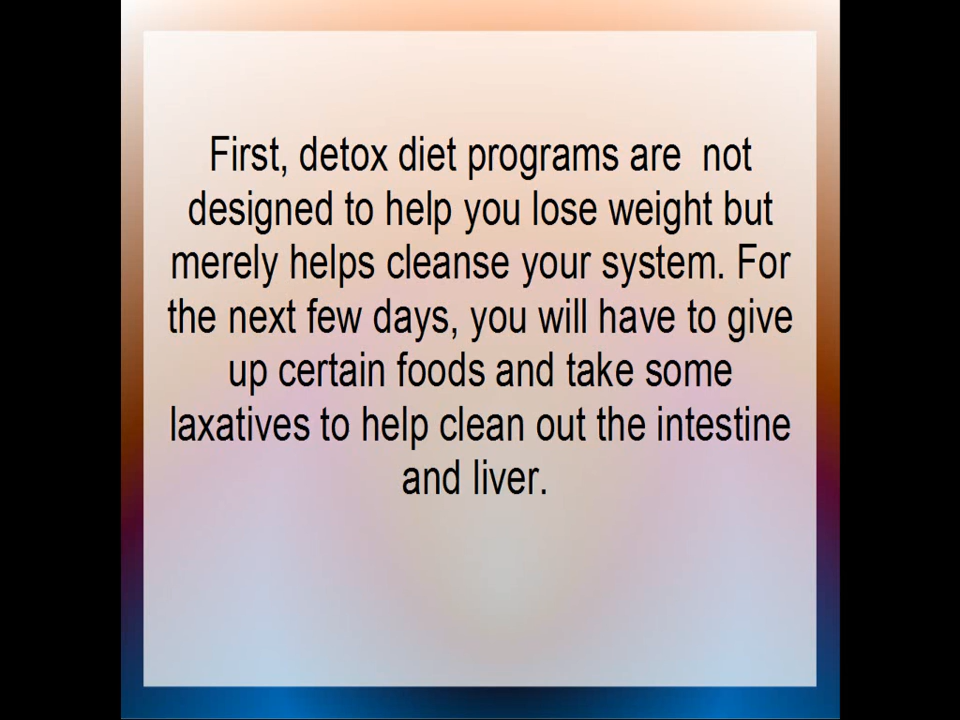 First, detox diet programs are  not
designed to help you lose weight but
merely helps cleanse your system. For
the next few days, you will have to give
up certain foods and take some
laxatives to help clean out the intestine
and liver.